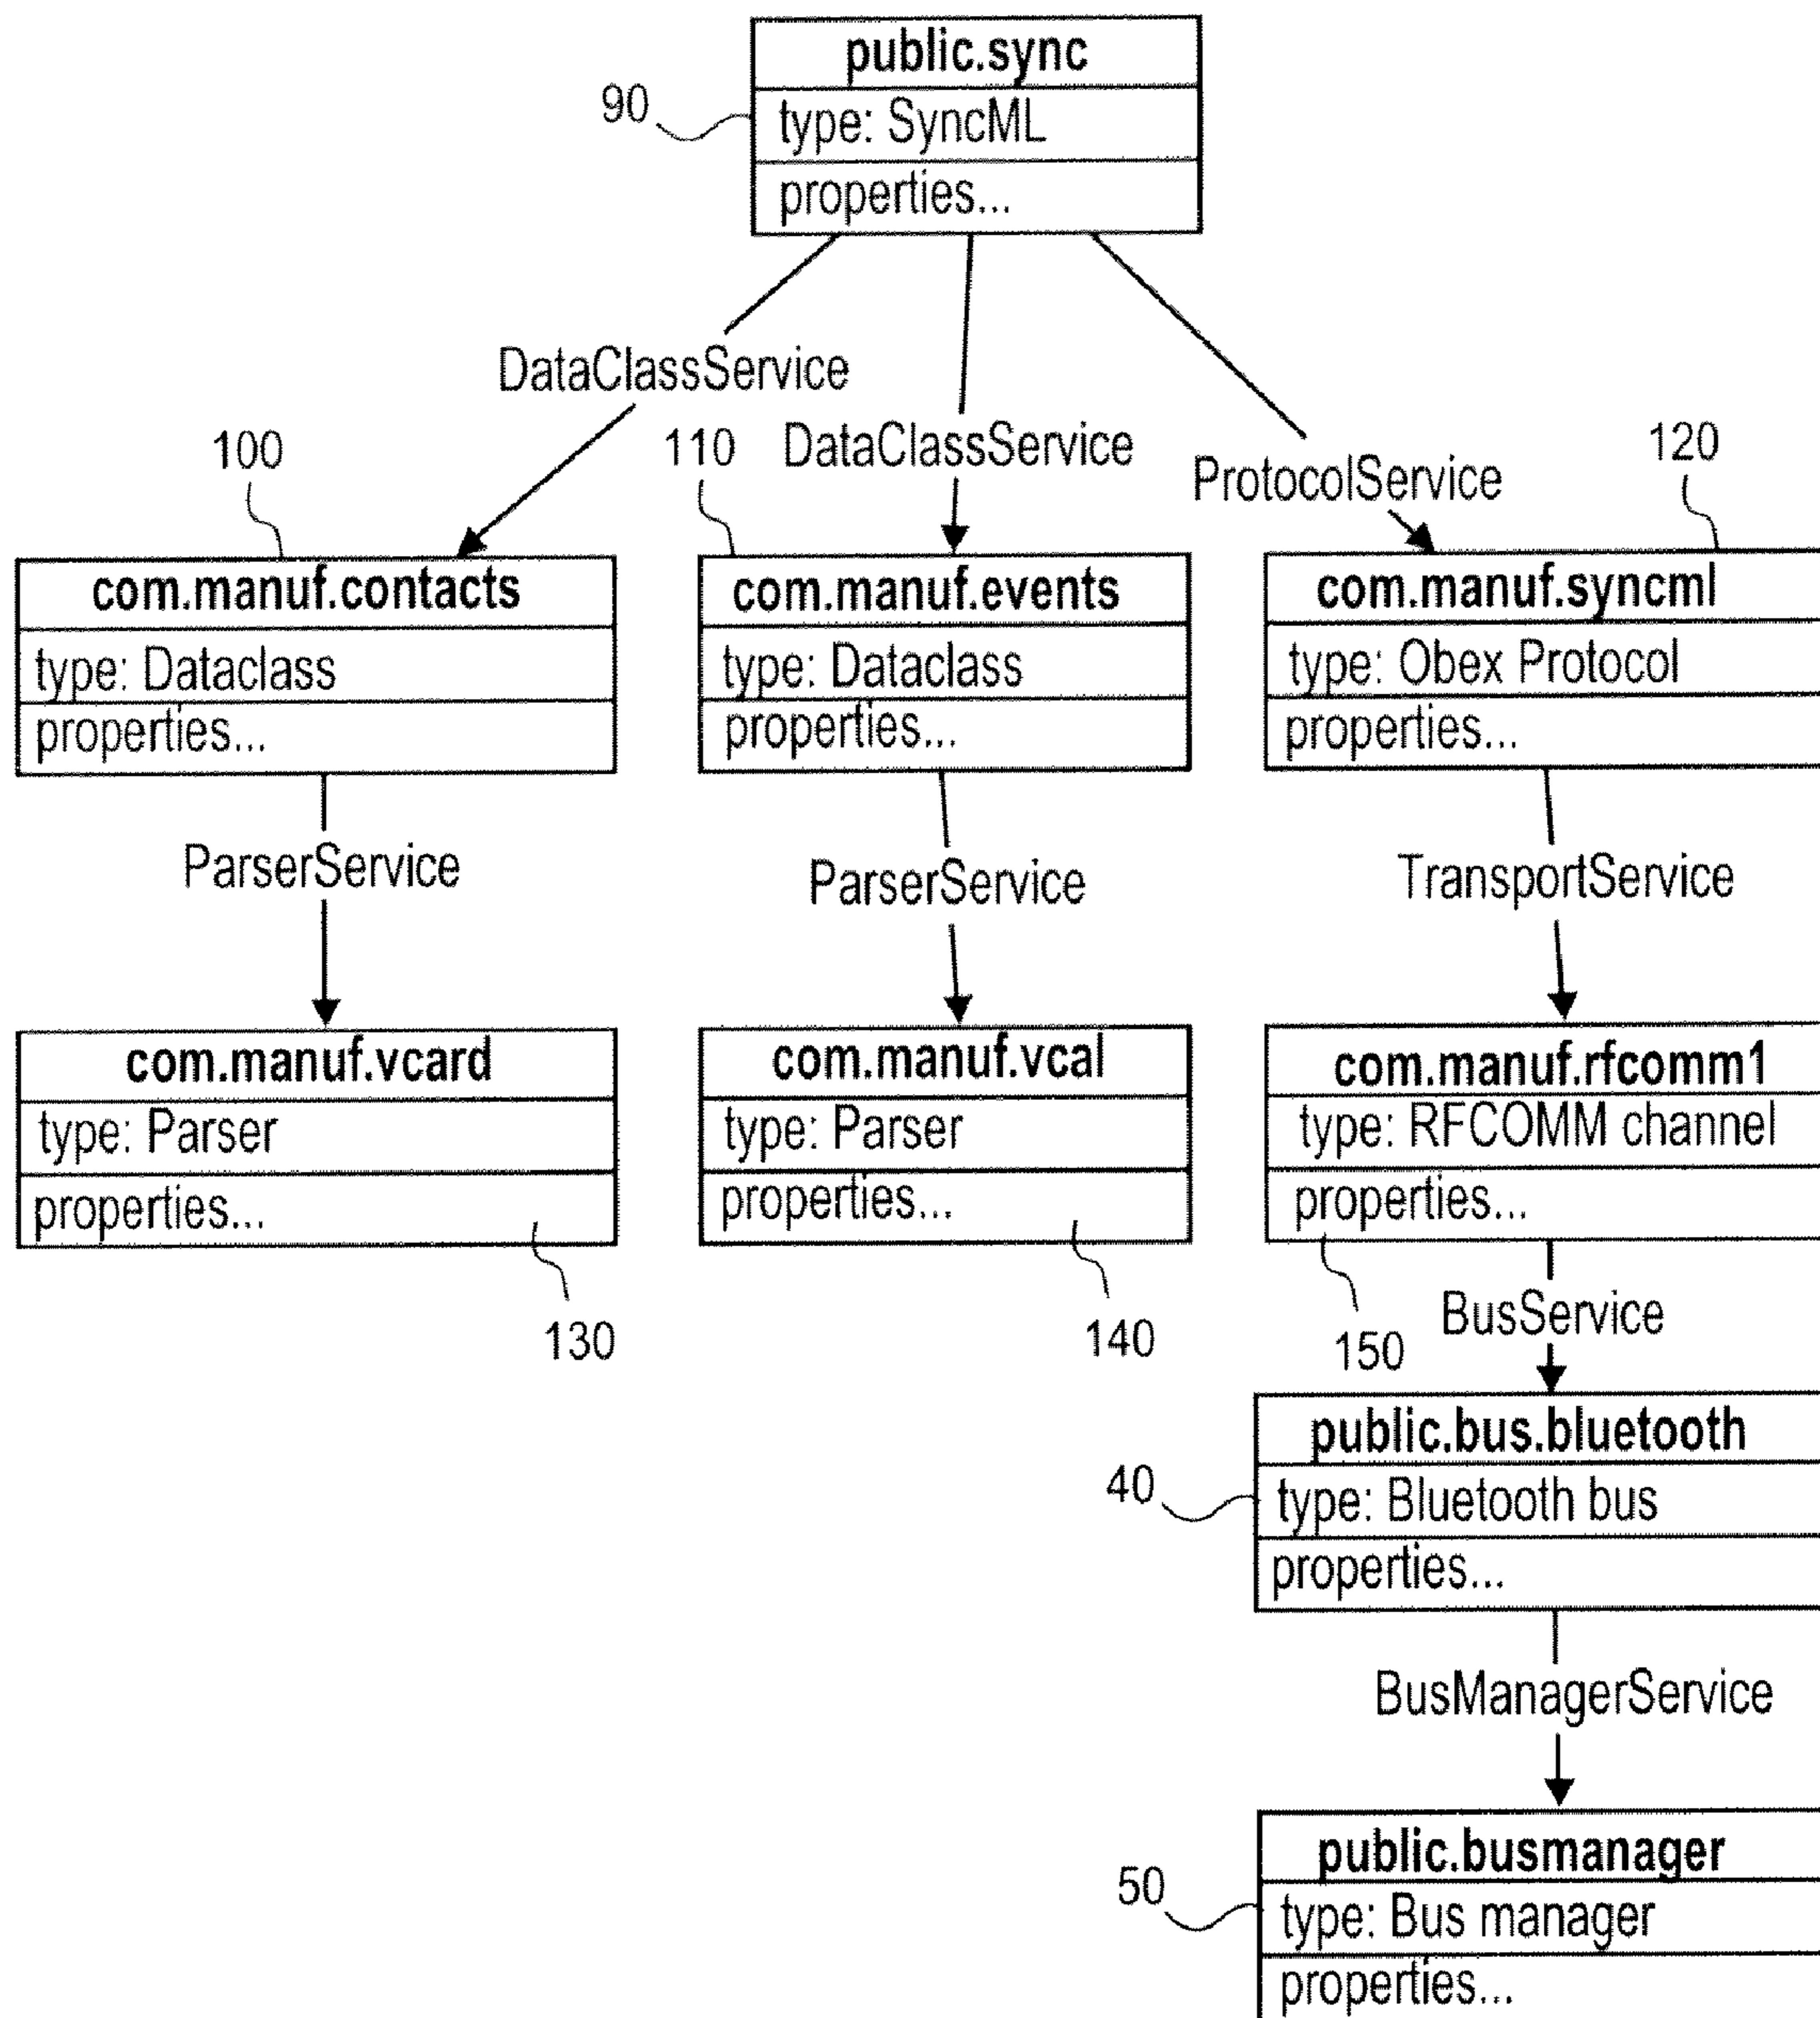 public.sync
90
type: SyncML
properties...
DataClassService
DataClassService
ProtocolService
100
110
120
com.manuf.contacts
type: Dataclass
properties...
com.manuf.events
type: Dataclass
properties...
com.manuf.syncml
type: Obex Protocol
properties...
ParserService
ParserService
TransportService
com.manuf.vcard
type: Parser
properties...
130
com.manuf.vcal
type: Parser
properties...
140
com.manuf.rfcomm1
type: RFCOMM channel
properties...
150
BusService
public.bus.bluetooth
40
type: Bluetooth bus
properties...
BusManagerService
public.busmanager
50
type: Bus manager
properties...